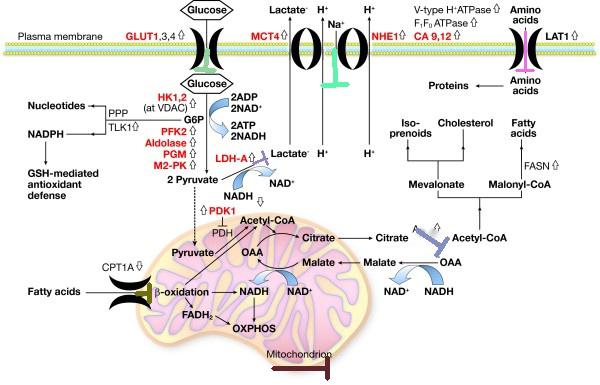 Glucose
Lactate⁻
H⁺
Na⁺
H⁺
V-type H⁺ATPase
F₁F₀ ATPase
CA 9,12
Amino
acids
Plasma membrane
GLUT1,3,4
MCT4
NHE1
LAT1
Glucose
Amino
acids
Proteins
HK1,2
(at VDAC)
2ADP
2NAD⁺
Nucleotides
PPP
G6P
TLK1
NADPH
2ATP
2NADH
PFK2
Aldolase
PGM
M2-PK
LDH-A
Lactate⁻
H⁺
H⁺
Iso-
prenoids
Cholesterol
Fatty
acids
FASN
GSH-mediated
antioxidant
defense
2 Pyruvate
NAD⁺
NADH
Mevalonate
Malonyl-CoA
PDK1
PDH
Acetyl-CoA
Citrate
Citrate
Acetyl-CoA
Pyruvate
OAA
Malate
Malate
OAA
CPT1A
Fatty acids
β-oxidation
NADH
NAD⁺
NAD⁺
NADH
FADH₂
OXPHOS
Mitochondrion